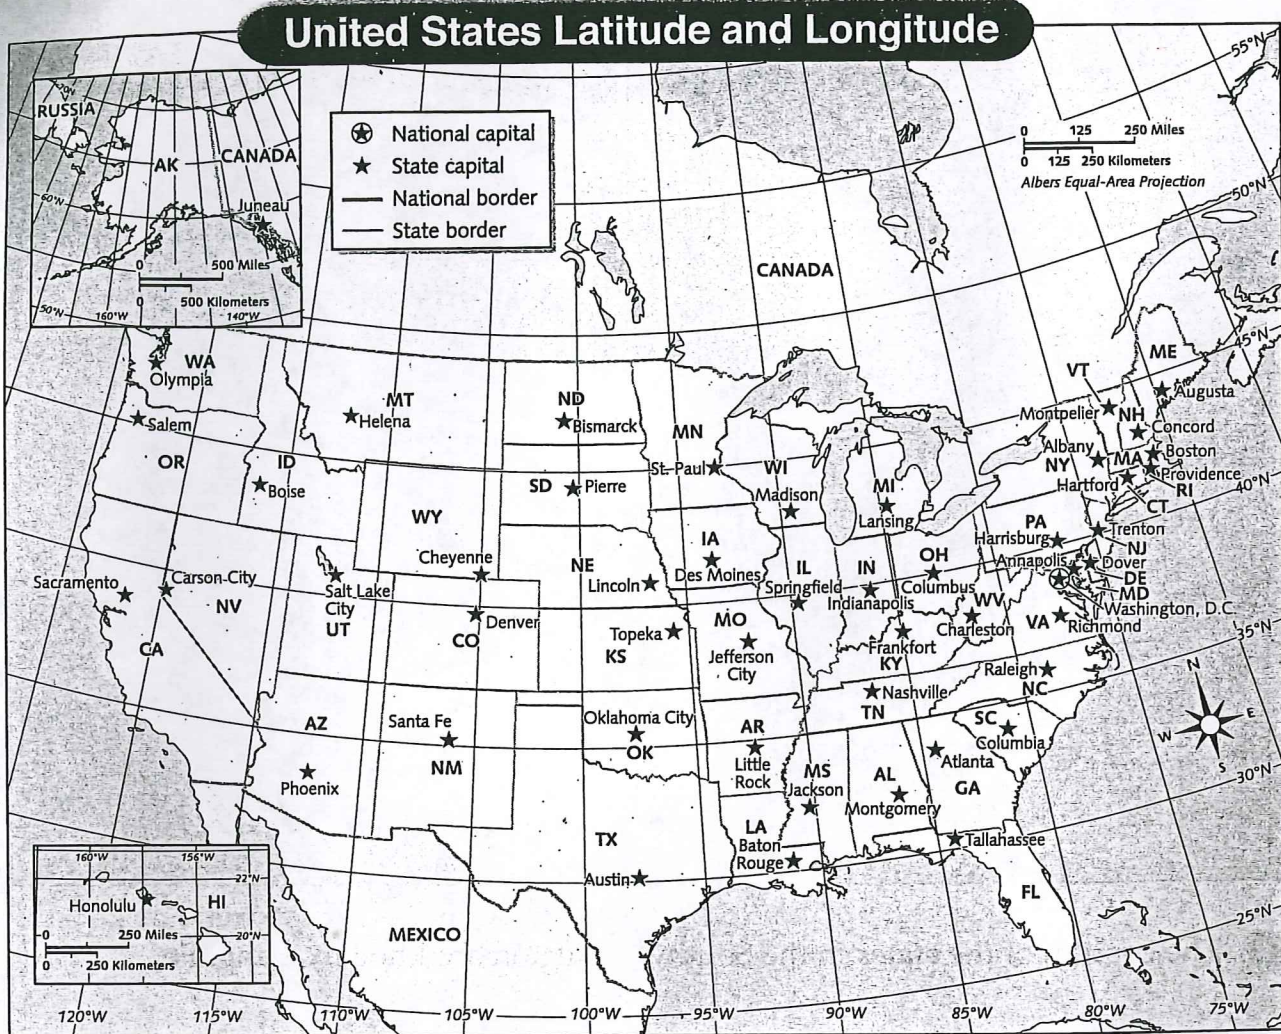 United States Latitude and Longitude
National capital
State capital
National border
State border
0 125 250 Miles
0 125 250 Kilometers
Albers Equal-Area Projection
55°N
50°N
45°N
40°N
35°N
30°N
25°N
RUSSIA
AK
CANADA
Juneau
70°N
60°N
50°N
0 500 Miles
0 500 Kilometers
160°W
140°W
CANADA
WA
Olympia
Salem
OR
ID
Boise
MT
Helena
ND
Bismarck
SD
Pierre
MN
St. Paul
WI
Madison
MI
Lansing
VT
Montpelier
NH
ME
Augusta
Concord
Albany
NY
MA
Boston
Providence
Hartford
RI
CT
WY
Cheyenne
NE
Lincoln
IA
Des Moines
IL
Springfield
IN
Indianapolis
OH
Columbus
PA
Harrisburg
Trenton
NJ
Annapolis
Dover
DE
MD
Washington, D.C.
WV
Charleston
VA
Richmond
Sacramento
Carson City
NV
CA
Salt Lake
City
UT
CO
Denver
Topeka
KS
MO
Jefferson
City
Frankfort
KY
Nashville
TN
Raleigh
NC
AZ
Phoenix
Santa Fe
NM
Oklahoma City
OK
AR
Little
Rock
MS
Jackson
AL
Montgomery
SC
Columbia
Atlanta
GA
TX
Austin
LA
Baton
Rouge
Tallahassee
FL
MEXICO
N
E
S
W
160°W
156°W
22°N
20°N
Honolulu
HI
0 250 Miles
0 250 Kilometers
120°W
115°W
110°W
105°W
100°W
95°W
90°W
85°W
80°W
75°W